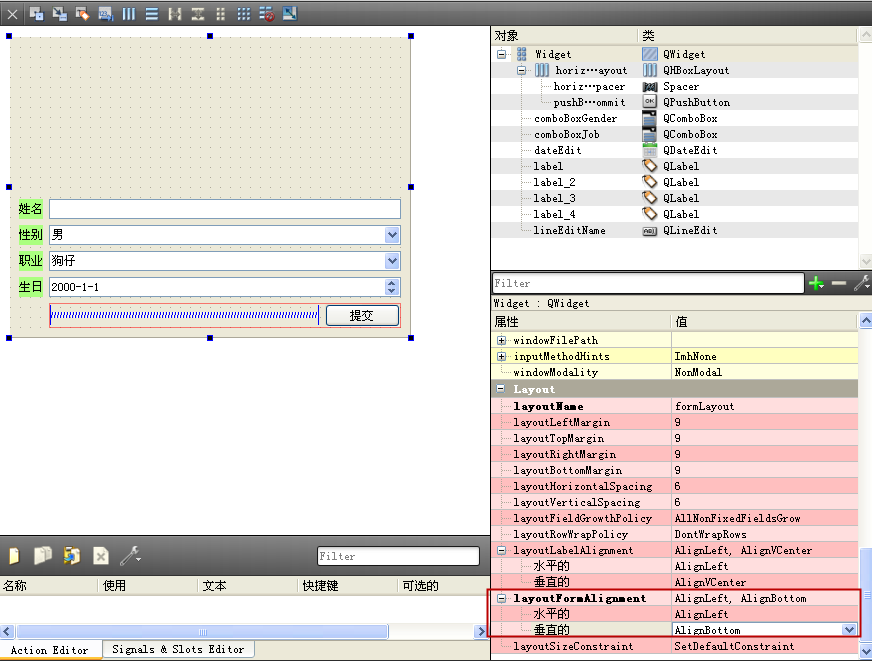 对象 类
Widget QWidget
horiz…ayout QHBoxLayout
horiz…pacer Spacer
pushB…ommit QPushButton
comboBoxGender QComboBox
comboBoxJob QComboBox
dateEdit QDateEdit
label QLabel
label_2 QLabel
label_3 QLabel
label_4 QLabel
lineEditName QLineEdit
姓名
性别 男
职业 狗仔
生日 2000-1-1
提交
Filter
Widget : QWidget
属性 值
windowFilePath
inputMethodHints ImhNone
windowModality NonModal
Layout
layoutName formLayout
layoutLeftMargin 9
layoutTopMargin 9
layoutRightMargin 9
layoutBottomMargin 9
layoutHorizontalSpacing 6
layoutVerticalSpacing 6
layoutFieldGrowthPolicy AllNonFixedFieldsGrow
layoutRowWrapPolicy DontWrapRows
layoutLabelAlignment AlignLeft, AlignVCenter
水平的 AlignLeft
垂直的 AlignVCenter
layoutFormAlignment AlignLeft, AlignBottom
水平的 AlignLeft
垂直的 AlignBottom
layoutSizeConstraint SetDefaultConstraint
Filter
名称 使用 文本 快捷键 可选的
Action Editor Signals & Slots Editor